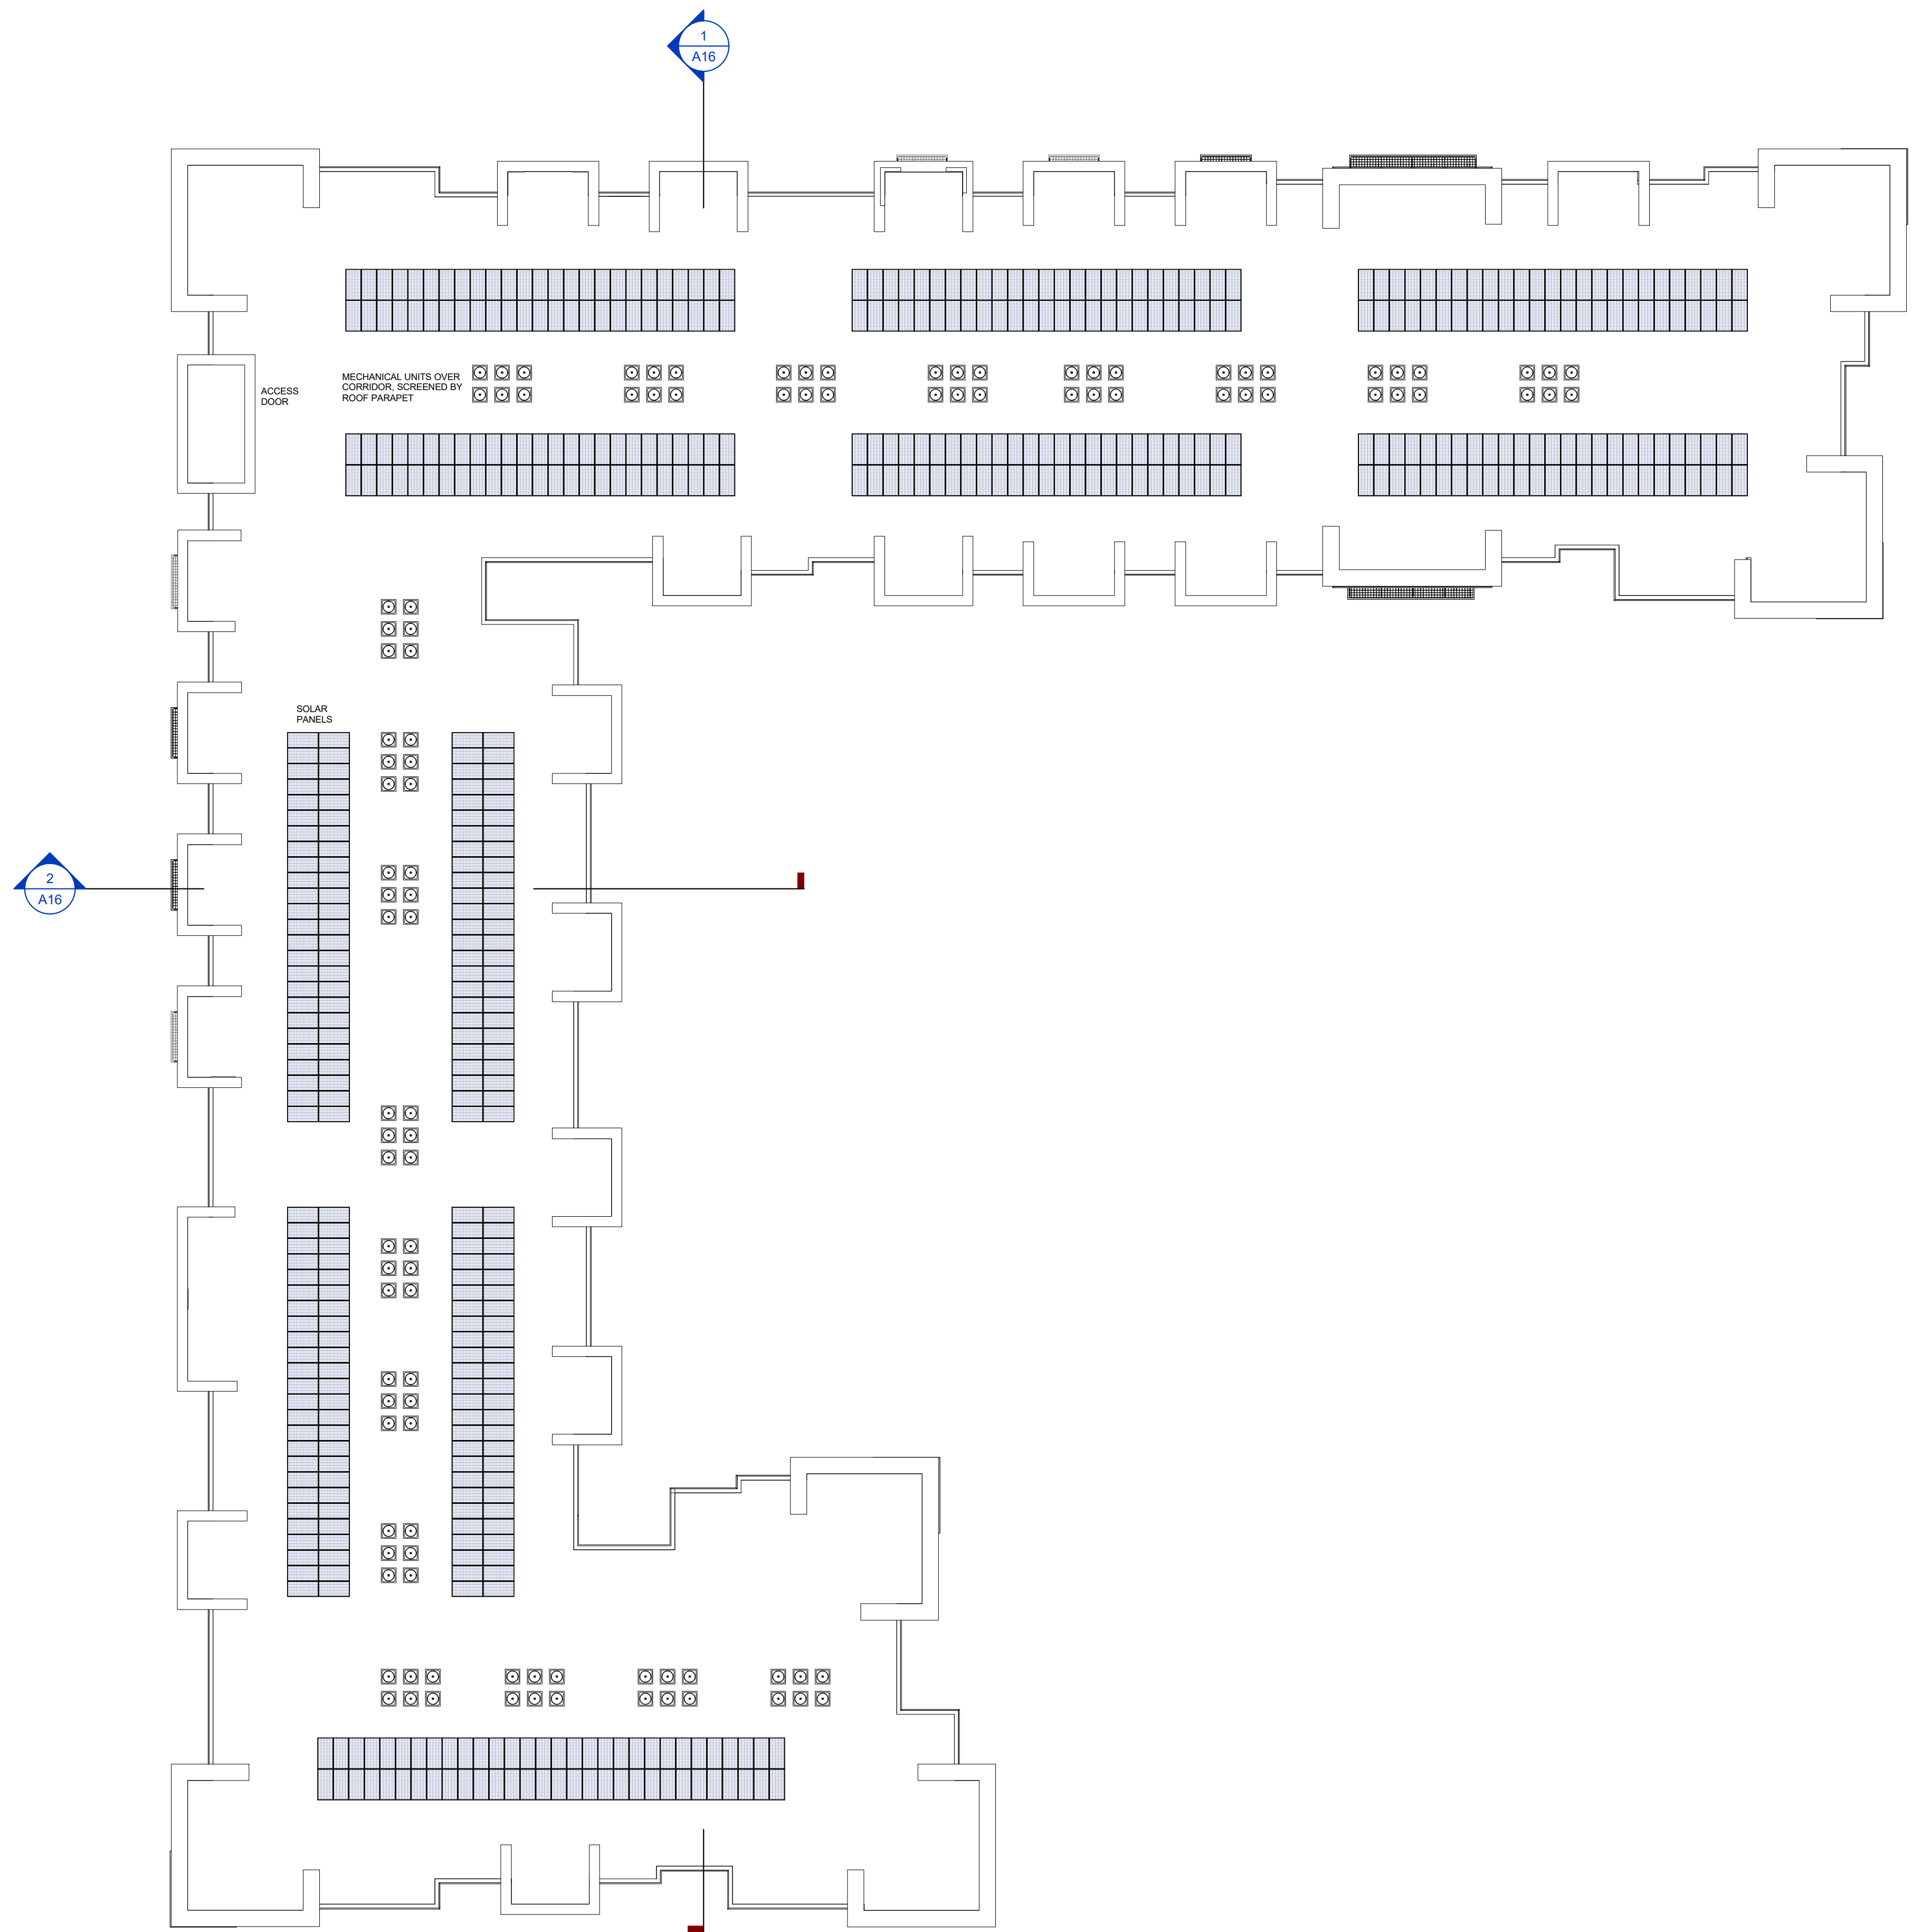 1
A16
ACCESS
DOOR
MECHANICAL UNITS OVER
CORRIDOR, SCREENED BY
ROOF PARAPET
SOLAR
PANELS
2
A16